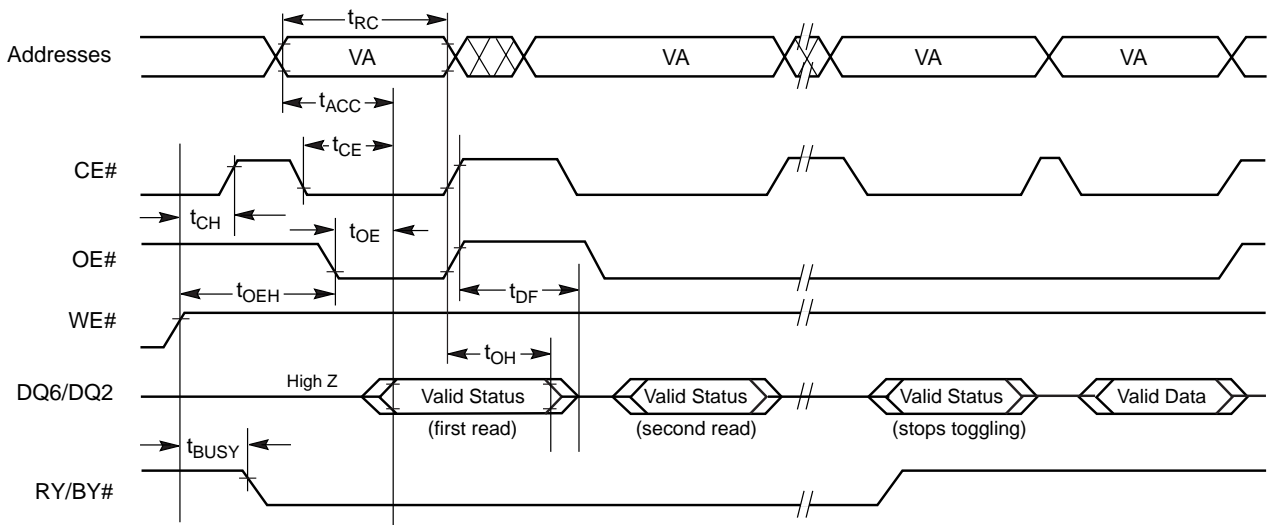 tRC
Addresses VA VA VA VA
tACC
tCE
CE#
tCH tOE
OE#
tOEH tDF
WE#
tOH
High Z
DQ6/DQ2 Valid Status Valid Status Valid Status Valid Data
(first read) (second read) (stops toggling)
tBUSY
RY/BY#